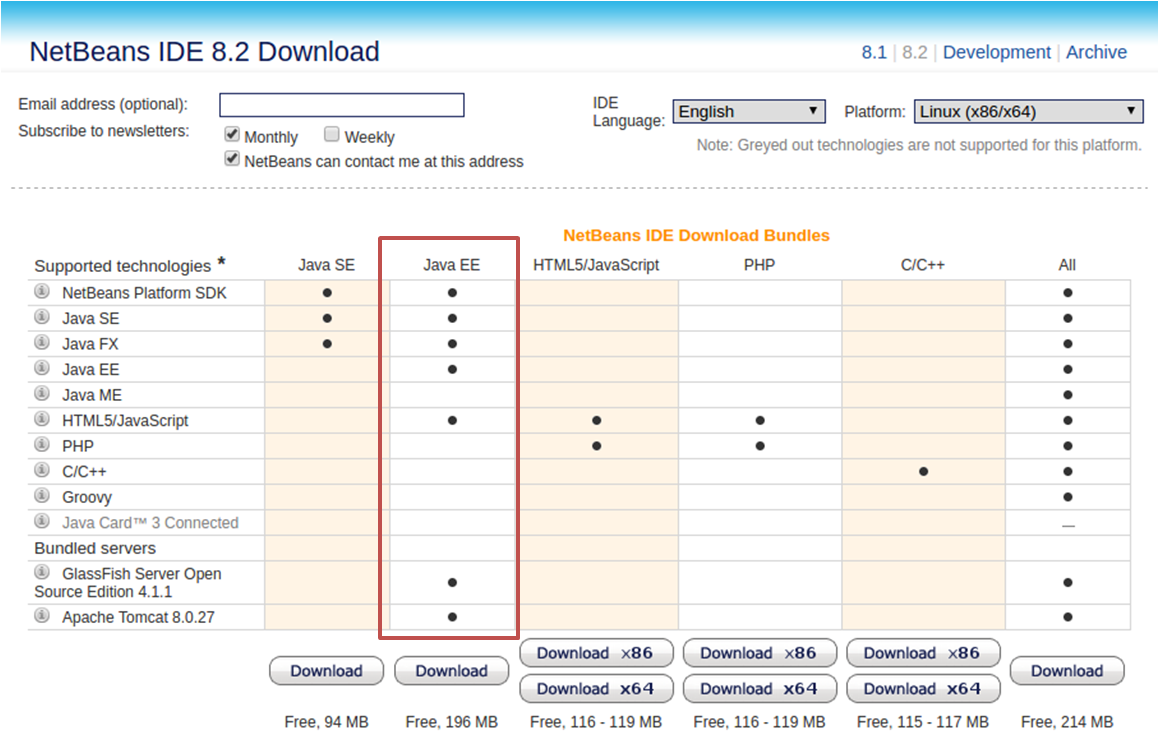 NetBeans IDE 8.2 Download
8.1 | 8.2 | Development | Archive
Email address (optional):
IDE Language: English ▼ Platform: Linux (x86/x64) ▼
Subscribe to newsletters:
Monthly Weekly
NetBeans can contact me at this address
Note: Greyed out technologies are not supported for this platform.
NetBeans IDE Download Bundles
Supported technologies * Java SE Java EE HTML5/JavaScript PHP C/C++ All
NetBeans Platform SDK ● ● ●
Java SE ● ● ●
Java FX ● ● ●
Java EE ● ●
Java ME ●
HTML5/JavaScript ● ● ● ●
PHP ● ● ●
C/C++ ● ●
Groovy ●
Java Card™ 3 Connected —
Bundled servers
GlassFish Server Open
Source Edition 4.1.1 ● ●
Apache Tomcat 8.0.27 ● ●
Download x86 Download x86 Download x86
Download Download Download
Download x64 Download x64 Download x64
Free, 94 MB Free, 196 MB Free, 116 - 119 MB Free, 116 - 119 MB Free, 115 - 117 MB Free, 214 MB